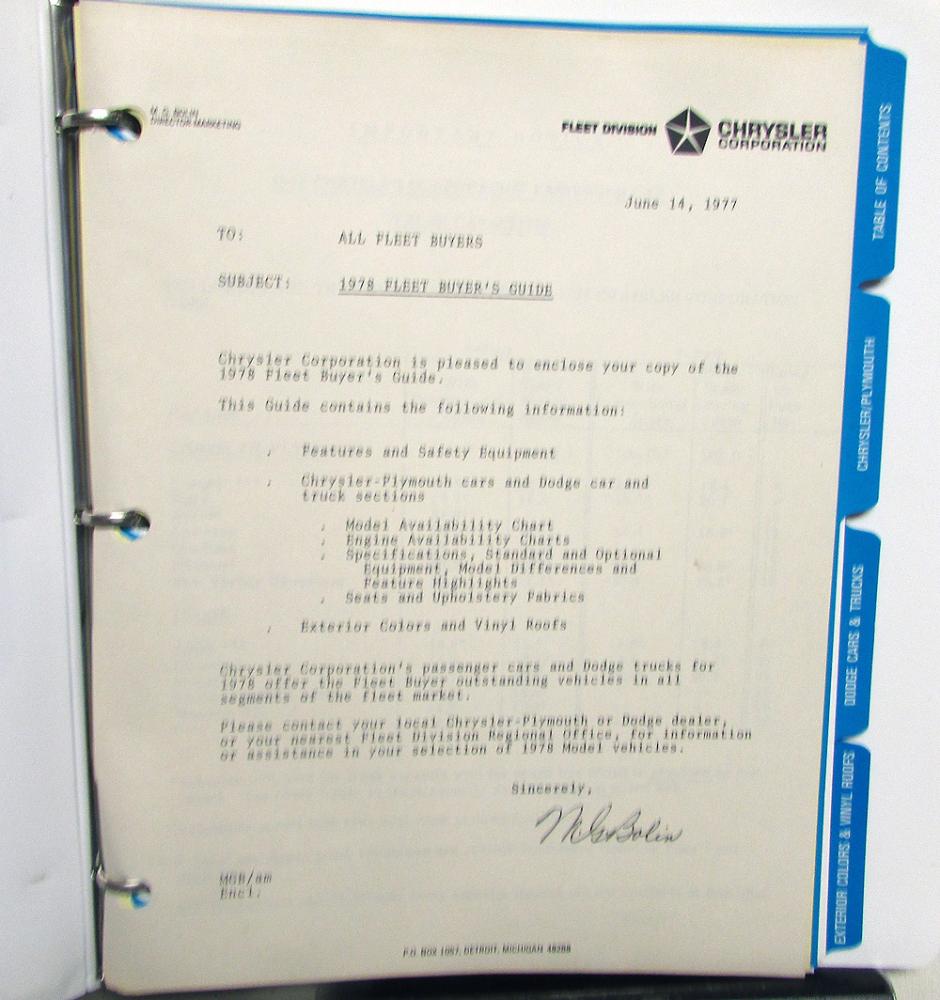 M. G. BOLIN
DIRECTOR MARKETING
FLEET DIVISION
CHRYSLER
CORPORATION
June 14, 1977
TO: ALL FLEET BUYERS
SUBJECT: 1978 FLEET BUYER'S GUIDE
Chrysler Corporation is pleased to enclose your copy of the
1978 Fleet Buyer's Guide.
This Guide contains the following information:
. Features and Safety Equipment
. Chrysler-Plymouth cars and Dodge car and
truck sections
. Model Availability Chart
. Engine Availability Charts
. Specifications, Standard and Optional
Equipment, Model Differences and
Feature Highlights
. Seats and Upholstery Fabrics
. Exterior Colors and Vinyl Roofs
Chrysler Corporation's passenger cars and Dodge trucks for
1978 offer the Fleet Buyer outstanding vehicles in all
segments of the fleet market.
Please contact your local Chrysler-Plymouth or Dodge dealer,
or your nearest Fleet Division Regional Office, for information
or assistance in your selection of 1978 Model vehicles.
Sincerely,
M G Bolin
MGB/am
Encl.
P.O. BOX 1057, DETROIT, MICHIGAN 48288
TABLE OF CONTENTS
CHRYSLER/PLYMOUTH
DODGE CARS & TRUCKS
EXTERIOR COLORS & VINYL ROOFS